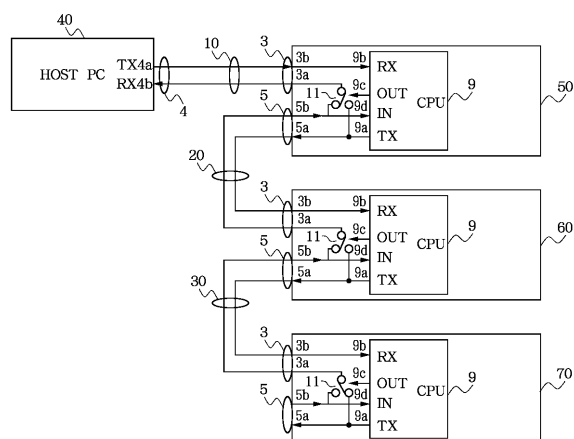 40
HOST PC
TX4a
RX4b
4
10
3
3b
3a
9b
RX
9c
OUT
11
9d
IN
CPU
9
50
5
5b
5a
9a
TX
20
3
3b
3a
9b
RX
9c
OUT
11
9d
IN
CPU
9
60
5
5b
5a
9a
TX
30
3
3b
3a
9b
RX
9c
OUT
11
9d
IN
CPU
9
70
5
5b
5a
9a
TX